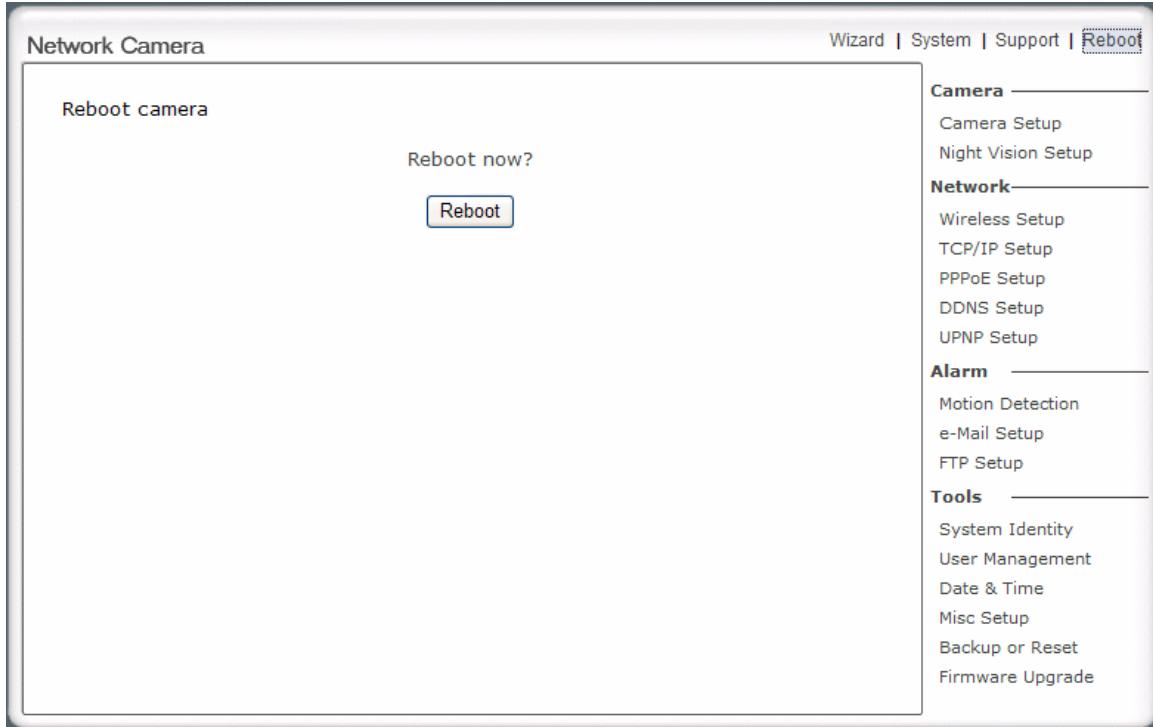 Network Camera
Wizard | System | Support | Reboot
Reboot camera
Reboot now?
Reboot
Camera
Camera Setup
Night Vision Setup
Network
Wireless Setup
TCP/IP Setup
PPPoE Setup
DDNS Setup
UPNP Setup
Alarm
Motion Detection
e-Mail Setup
FTP Setup
Tools
System Identity
User Management
Date & Time
Misc Setup
Backup or Reset
Firmware Upgrade